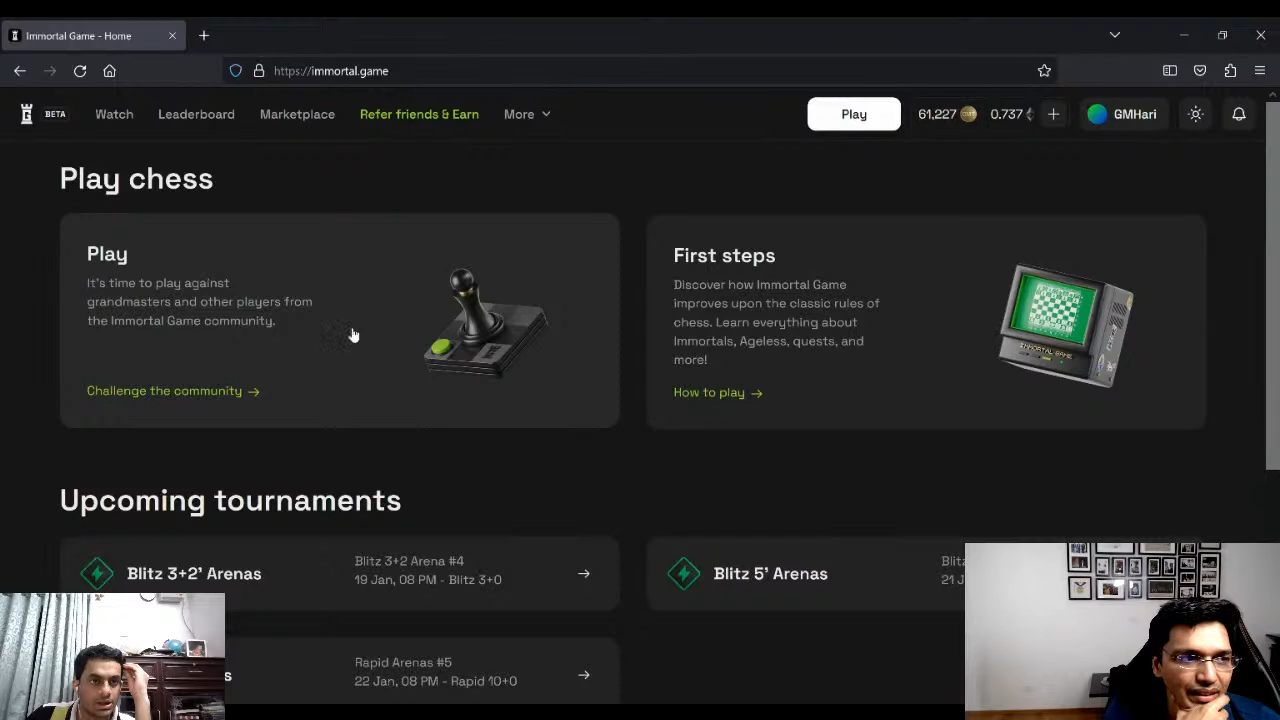 Immortal Game - Home
https://immortal.game
BETA
Watch
Leaderboard
Marketplace
Refer friends & Earn
More
Play
61,227
0.737
GMHari
Play chess
Play
It's time to play against
grandmasters and other players from
the Immortal Game community.
Challenge the community →
First steps
Discover how Immortal Game
improves upon the classic rules of
chess. Learn everything about
Immortals, Ageless, quests, and
more!
How to play →
IMMORTAL GAME
Upcoming tournaments
Blitz 3+2' Arenas
Blitz 3+2 Arena #4
19 Jan, 08 PM - Blitz 3+0
Blitz 5' Arenas
Blitz
21 J
s
Rapid Arenas #5
22 Jan, 08 PM - Rapid 10+0